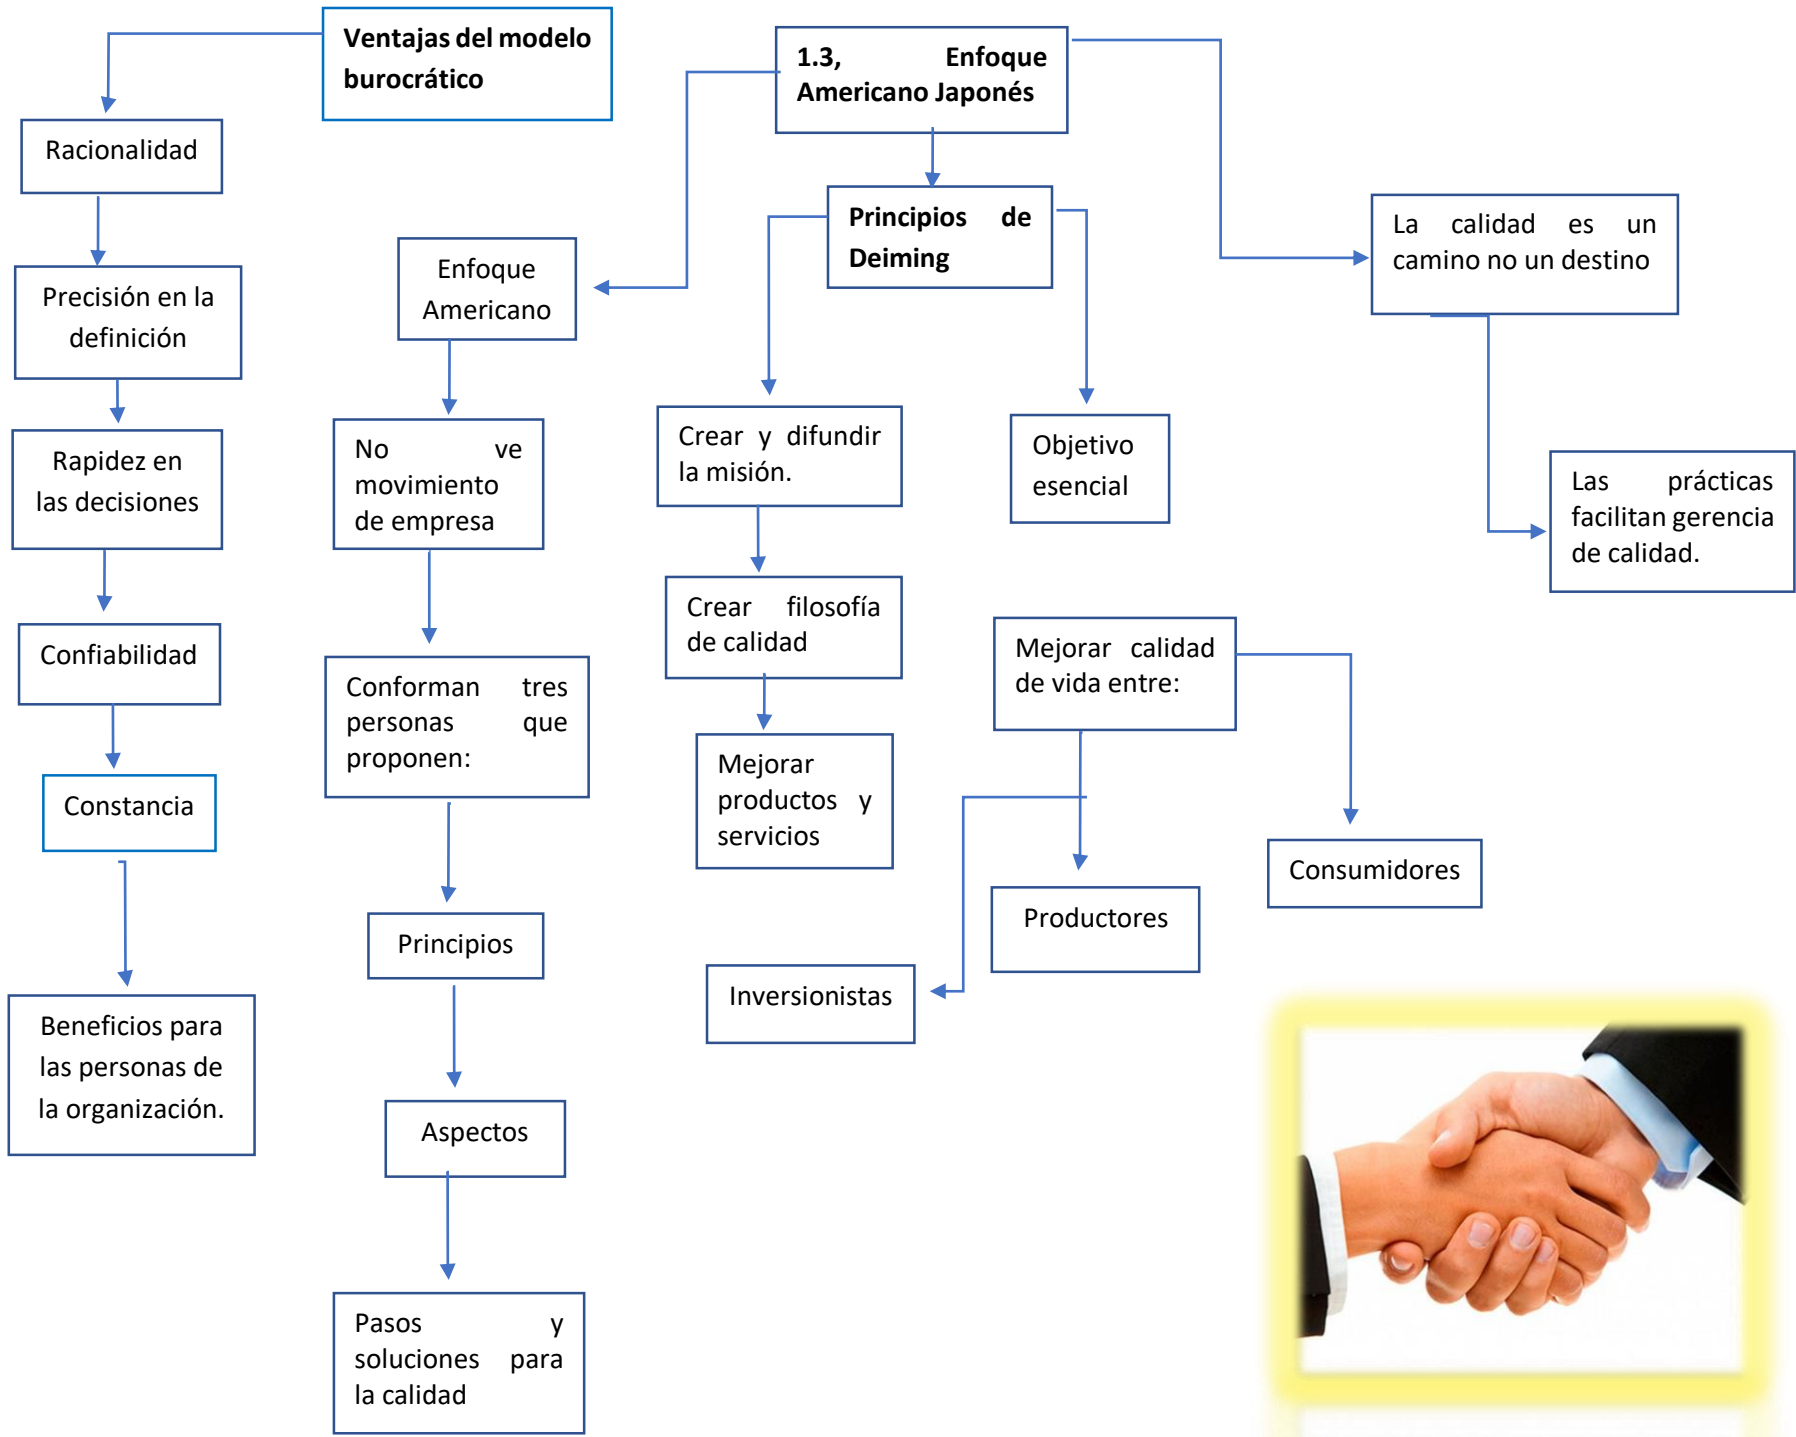 Ventajas del modelo
burocrático
Racionalidad
Precisión en la
definición
Rapidez en
las decisiones
Confiabilidad
Constancia
Beneficios para
las personas de
la organización.
1.3, Enfoque
Americano Japonés
Enfoque
Americano
No ve
movimiento
de empresa
Conforman tres
personas que
proponen:
Principios
Aspectos
Pasos y
soluciones para
la calidad
Principios de
Deiming
Crear y difundir
la misión.
Crear filosofía
de calidad
Mejorar
productos y
servicios
Objetivo
esencial
Mejorar calidad
de vida entre:
Inversionistas
Productores
Consumidores
La calidad es un
camino no un destino
Las prácticas
facilitan gerencia
de calidad.